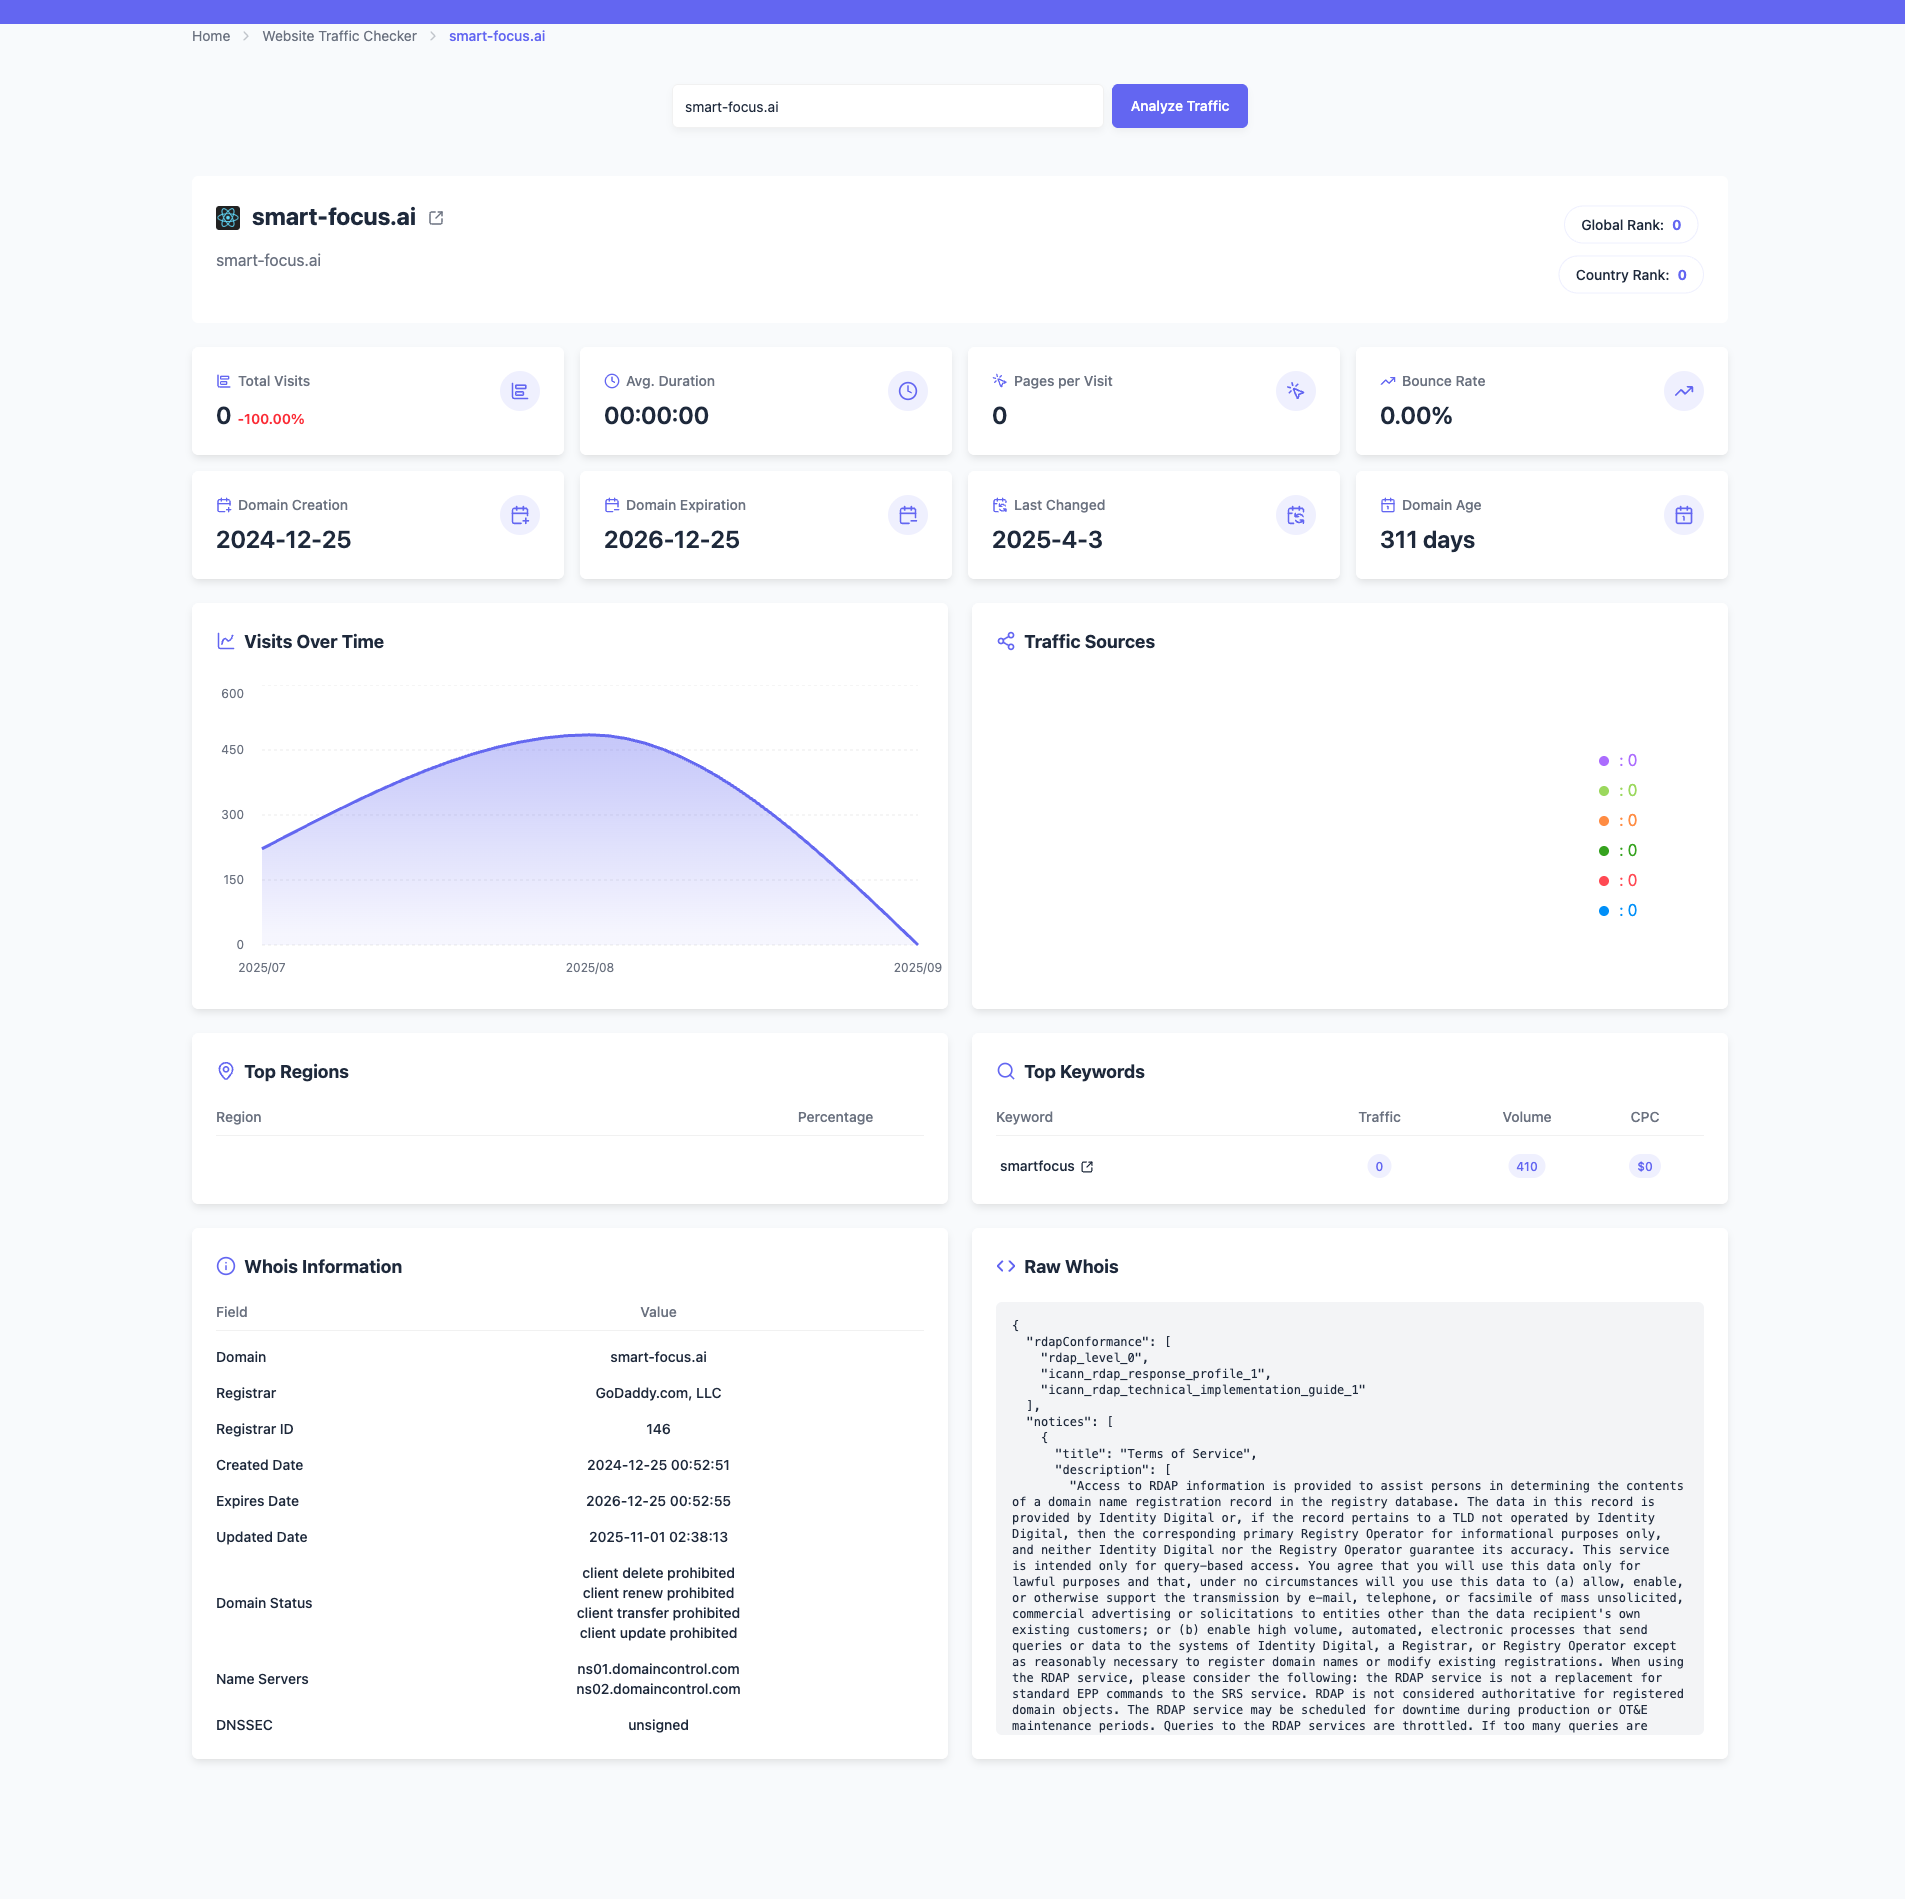 Home
Website Traffic Checker
smart-focus.ai
smart-focus.ai
Analyze Traffic
smart-focus.ai
smart-focus.ai
Global Rank: 0
Country Rank: 0
Total Visits
0 -100.00%
Avg. Duration
00:00:00
Pages per Visit
0
Bounce Rate
0.00%
Domain Creation
2024-12-25
Domain Expiration
2026-12-25
Last Changed
2025-4-3
Domain Age
311 days
Visits Over Time
600
450
300
150
0
2025/07
2025/08
2025/09
Traffic Sources
: 0
: 0
: 0
: 0
: 0
: 0
Top Regions
Region Percentage
Top Keywords
Keyword Traffic Volume CPC
smartfocus 0 410 $0
Whois Information
Field Value
Domain smart-focus.ai
Registrar GoDaddy.com, LLC
Registrar ID 146
Created Date 2024-12-25 00:52:51
Expires Date 2026-12-25 00:52:55
Updated Date 2025-11-01 02:38:13
Domain Status
client delete prohibited
client renew prohibited
client transfer prohibited
client update prohibited
Name Servers
ns01.domaincontrol.com
ns02.domaincontrol.com
DNSSEC unsigned
Raw Whois
{
"rdapConformance": [
"rdap_level_0",
"icann_rdap_response_profile_1",
"icann_rdap_technical_implementation_guide_1"
],
"notices": [
{
"title": "Terms of Service",
"description": [
"Access to RDAP information is provided to assist persons in determining the contents
of a domain name registration record in the registry database. The data in this record is
provided by Identity Digital or, if the record pertains to a TLD not operated by Identity
Digital, then the corresponding primary Registry Operator for informational purposes only,
and neither Identity Digital nor the Registry Operator guarantee its accuracy. This service
is intended only for query-based access. You agree that you will use this data only for
lawful purposes and that, under no circumstances will you use this data to (a) allow, enable,
or otherwise support the transmission by e-mail, telephone, or facsimile of mass unsolicited,
commercial advertising or solicitations to entities other than the data recipient's own
existing customers; or (b) enable high volume, automated, electronic processes that send
queries or data to the systems of Identity Digital, a Registrar, or Registry Operator except
as reasonably necessary to register domain names or modify existing registrations. When using
the RDAP service, please consider the following: the RDAP service is not a replacement for
standard EPP commands to the SRS service. RDAP is not considered authoritative for registered
domain objects. The RDAP service may be scheduled for downtime during production or OT&E
maintenance periods. Queries to the RDAP services are throttled. If too many queries are